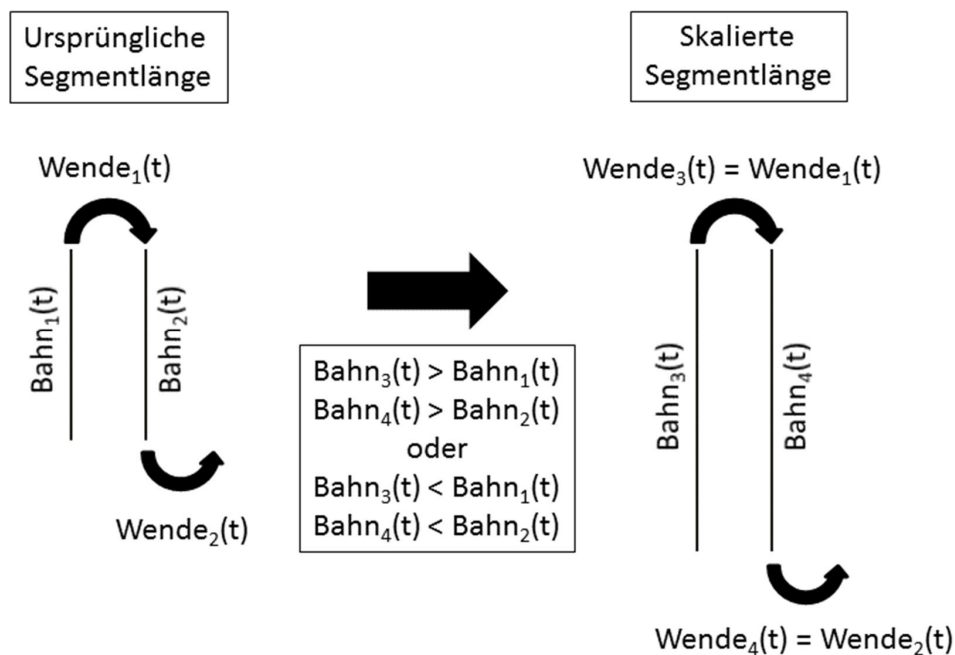 Ursprüngliche
Segmentlänge
Wende₁(t)
Bahn₁(t)
Bahn₂(t)
Wende₂(t)
Bahn₃(t) > Bahn₁(t)
Bahn₄(t) > Bahn₂(t)
oder
Bahn₃(t) < Bahn₁(t)
Bahn₄(t) < Bahn₂(t)
Skalierte
Segmentlänge
Wende₃(t) = Wende₁(t)
Bahn₃(t)
Bahn₄(t)
Wende₄(t) = Wende₂(t)